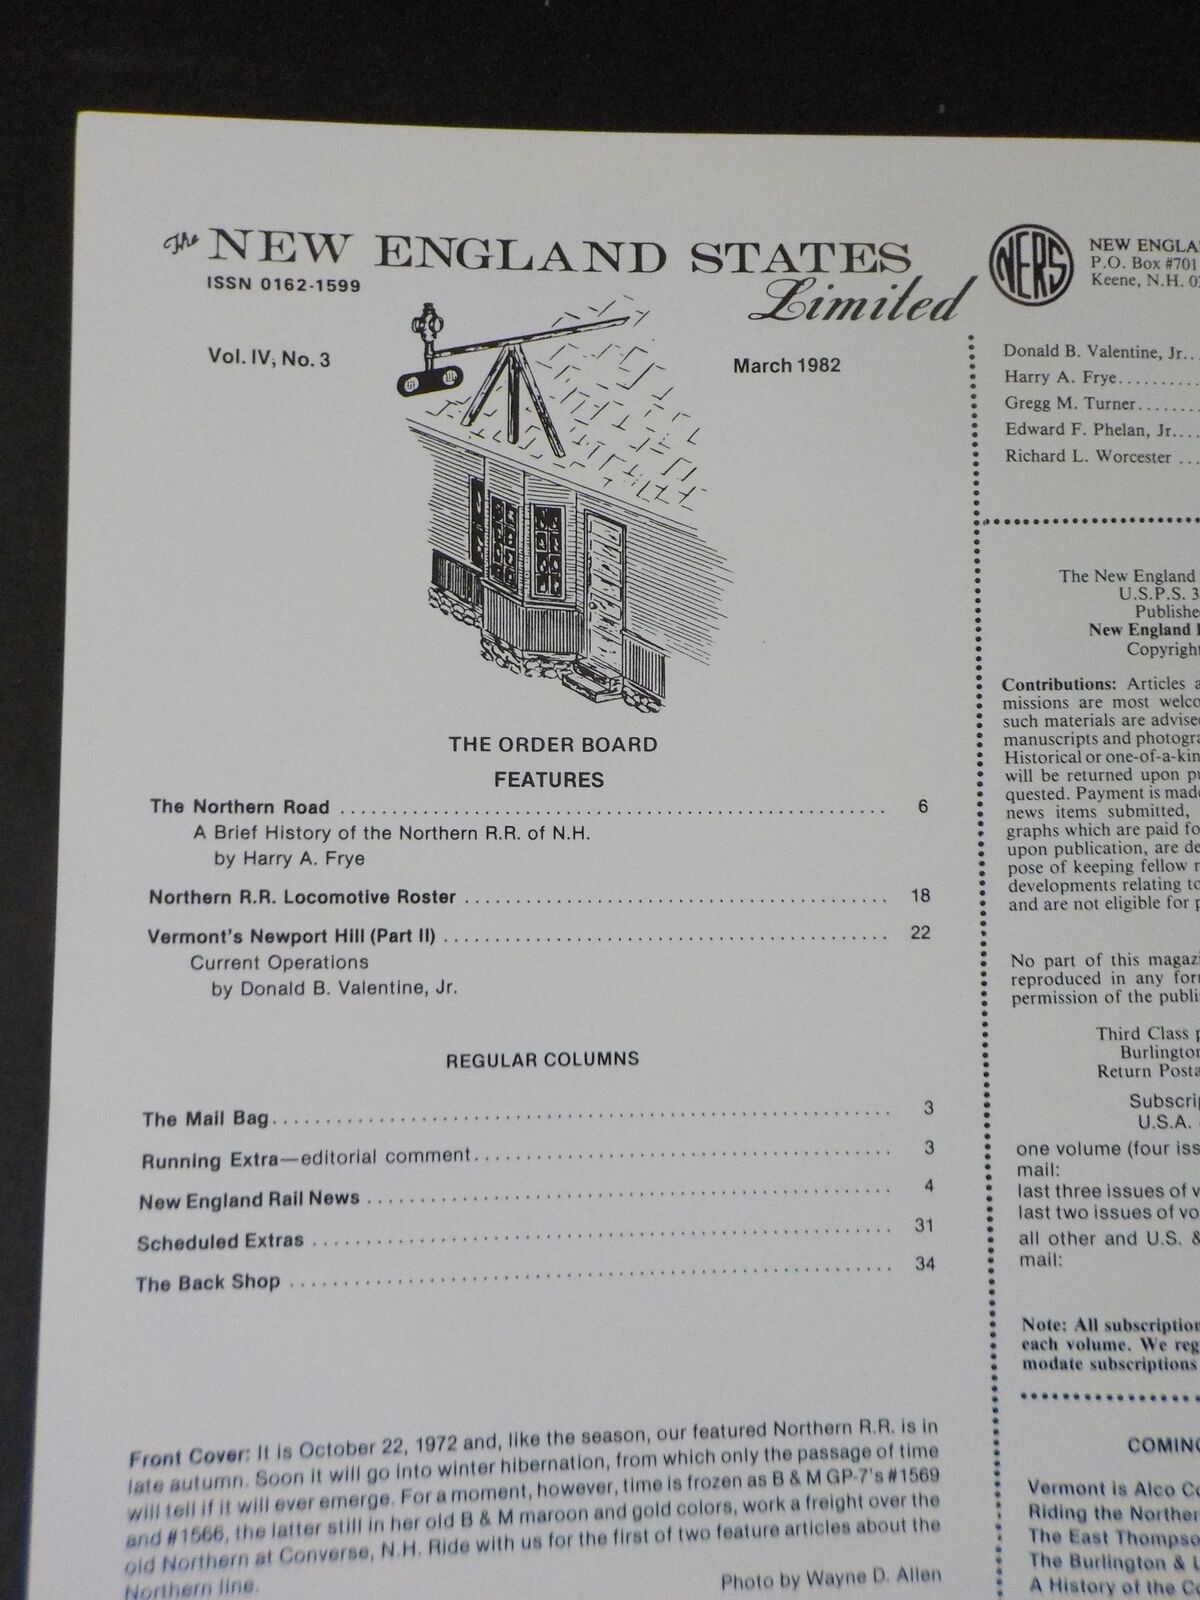 The NEW ENGLAND STATES
Limited
ISSN 0162-1599
Vol. IV, No. 3
March 1982
THE ORDER BOARD
FEATURES
The Northern Road 6
A Brief History of the Northern R.R. of N.H.
by Harry A. Frye
Northern R.R. Locomotive Roster 18
Vermont's Newport Hill (Part II) 22
Current Operations
by Donald B. Valentine, Jr.
REGULAR COLUMNS
The Mail Bag 3
Running Extra—editorial comment 3
New England Rail News 4
Scheduled Extras 31
The Back Shop 34
Front Cover: It is October 22, 1972 and, like the season, our featured Northern R.R. is in
late autumn. Soon it will go into winter hibernation, from which only the passage of time
will tell if it will ever emerge. For a moment, however, time is frozen as B & M GP-7's #1569
and #1566, the latter still in her old B & M maroon and gold colors, work a freight over the
old Northern at Converse, N.H. Ride with us for the first of two feature articles about the
Northern line.
Photo by Wayne D. Allen
NERS
NEW ENGLA
P.O. Box #701
Keene, N.H. 0
Donald B. Valentine, Jr.
Harry A. Frye
Gregg M. Turner
Edward F. Phelan, Jr.
Richard L. Worcester
The New England
U.S.P.S. 3
Publishe
New England
Copyright
Contributions: Articles a
missions are most welco
such materials are advise
manuscripts and photogra
Historical or one-of-a-kin
will be returned upon pu
quested. Payment is made
news items submitted,
graphs which are paid fo
upon publication, are de
pose of keeping fellow r
developments relating to
and are not eligible for p
No part of this magazi
reproduced in any for
permission of the publi
Third Class p
Burlington
Return Posta
Subscrip
U.S.A.
one volume (four iss
mail:
last three issues of v
last two issues of vo
all other and U.S. &
mail:
Note: All subscription
each volume. We reg
modate subscriptions
COMING
Vermont is Alco Co
Riding the Norther
The East Thompso
The Burlington & L
A History of the Co